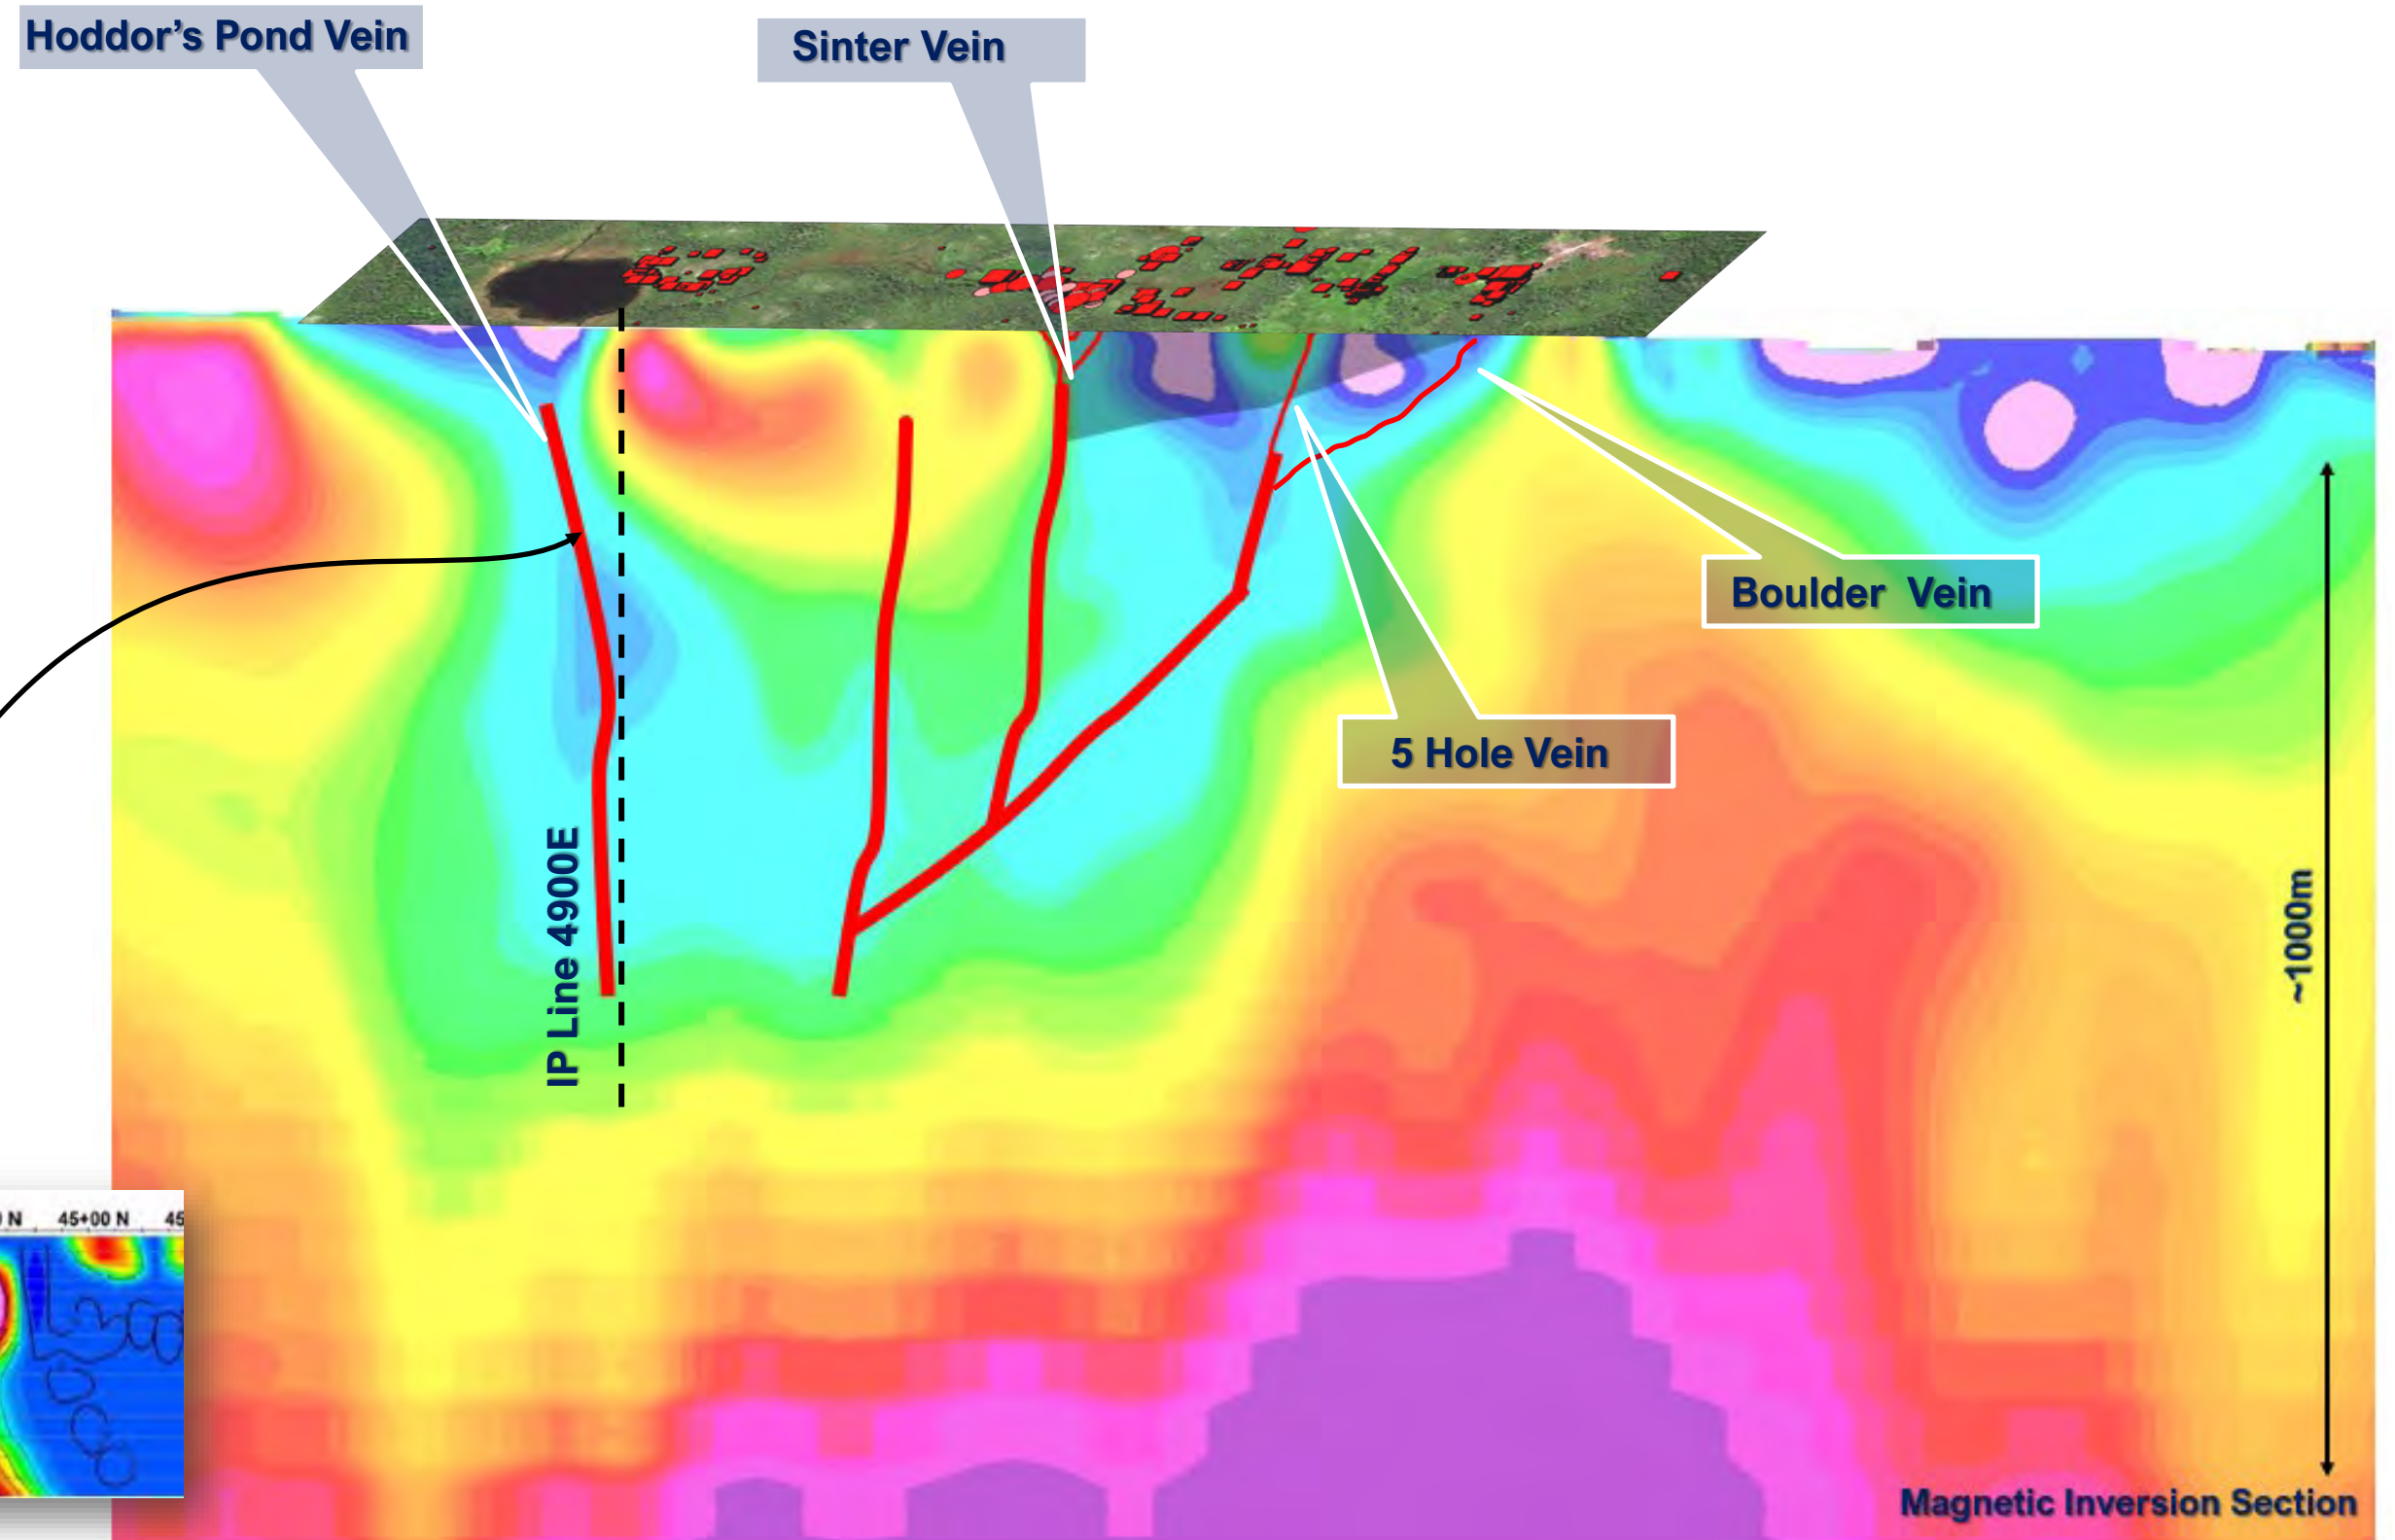 Hoddor’s Pond Vein
Sinter Vein
Boulder Vein
5 Hole Vein
IP Line 4900E
~1000m
45+00 N
Magnetic Inversion Section